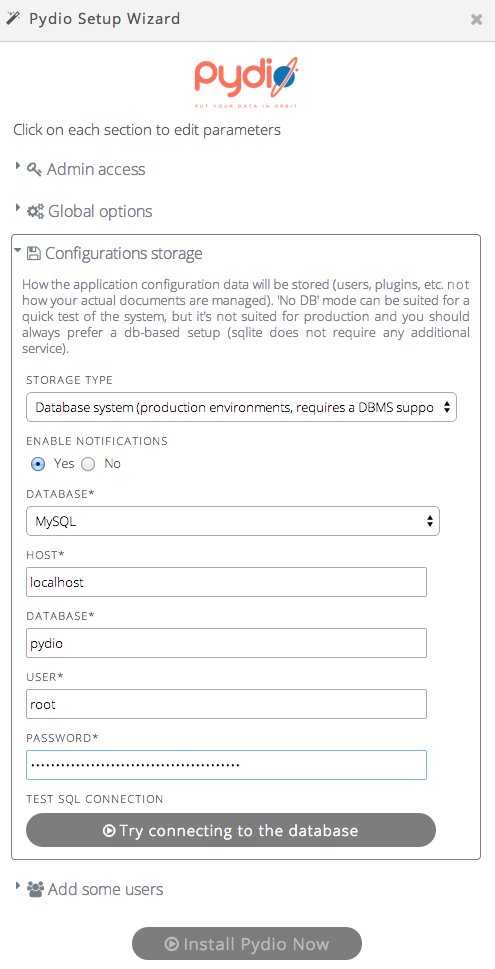 Pydio Setup Wizard
pydio
PUT YOUR DATA IN ORBIT
Click on each section to edit parameters
Admin access
Global options
Configurations storage
How the application configuration data will be stored (users, plugins, etc. not
how your actual documents are managed). 'No DB' mode can be suited for a
quick test of the system, but it's not suited for production and you should
always prefer a db-based setup (sqlite does not require any additional
service).
STORAGE TYPE
Database system (production environments, requires a DBMS suppo
ENABLE NOTIFICATIONS
Yes No
DATABASE*
MySQL
HOST*
localhost
DATABASE*
pydio
USER*
root
PASSWORD*
TEST SQL CONNECTION
Try connecting to the database
Add some users
Install Pydio Now